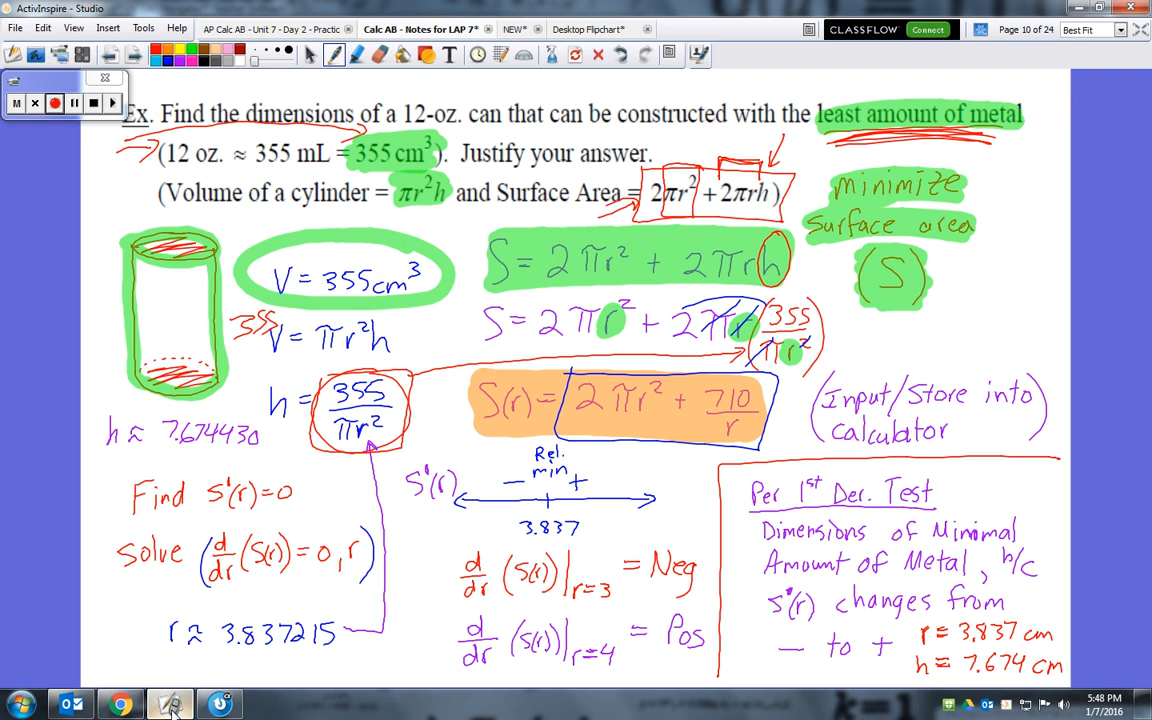 ActivInspire - Studio
File Edit View Insert Tools Help
AP Calc AB - Unit 7 - Day 2 - Practic
Calc AB - Notes for LAP 7*
NEW*
Desktop Flipchart*
CLASSFLOW Connect
Page 10 of 24
Best Fit
M
Ex. Find the dimensions of a 12-oz. can that can be constructed with the least amount of metal
(12 oz. ≈ 355 mL = 355 cm³). Justify your answer.
(Volume of a cylinder = πr²h and Surface Area = 2πr² + 2πrh)
minimize
surface area
(S)
V = 355cm³
S = 2πr² + 2πrh
355
V = πr²h
S = 2πr² + 2πr (355/πr²)
h = 355/πr²
S(r) = 2πr² + 710/r
(Input/Store into
calculator)
h ≈ 7.674430
Rel.
min
S'(r) − +
3.837
Find S'(r)=0
Solve (d/dr (S(r)) = 0, r)
r ≈ 3.837215
d/dr (S(r))|r=3 = Neg
d/dr (S(r))|r=4 = Pos
Per 1st Der. Test
Dimensions of Minimal
Amount of Metal, b/c
S'(r) changes from
− to +
r = 3.837 cm
h = 7.674 cm
5:48 PM
1/7/2016